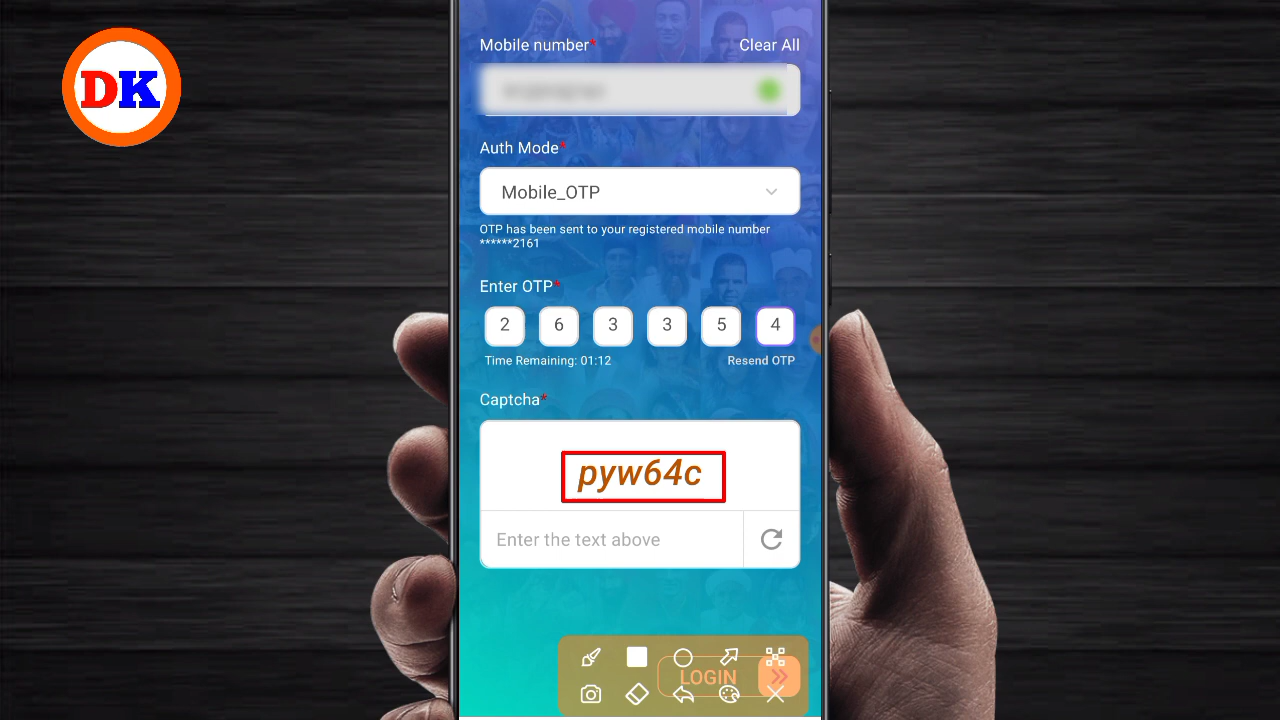 DK
Mobile number*
Clear All
Auth Mode*
Mobile_OTP
OTP has been sent to your registered mobile number
******2161
Enter OTP*
2 6 3 3 5 4
Time Remaining: 01:12
Resend OTP
Captcha*
pyw64c
Enter the text above
LOGIN